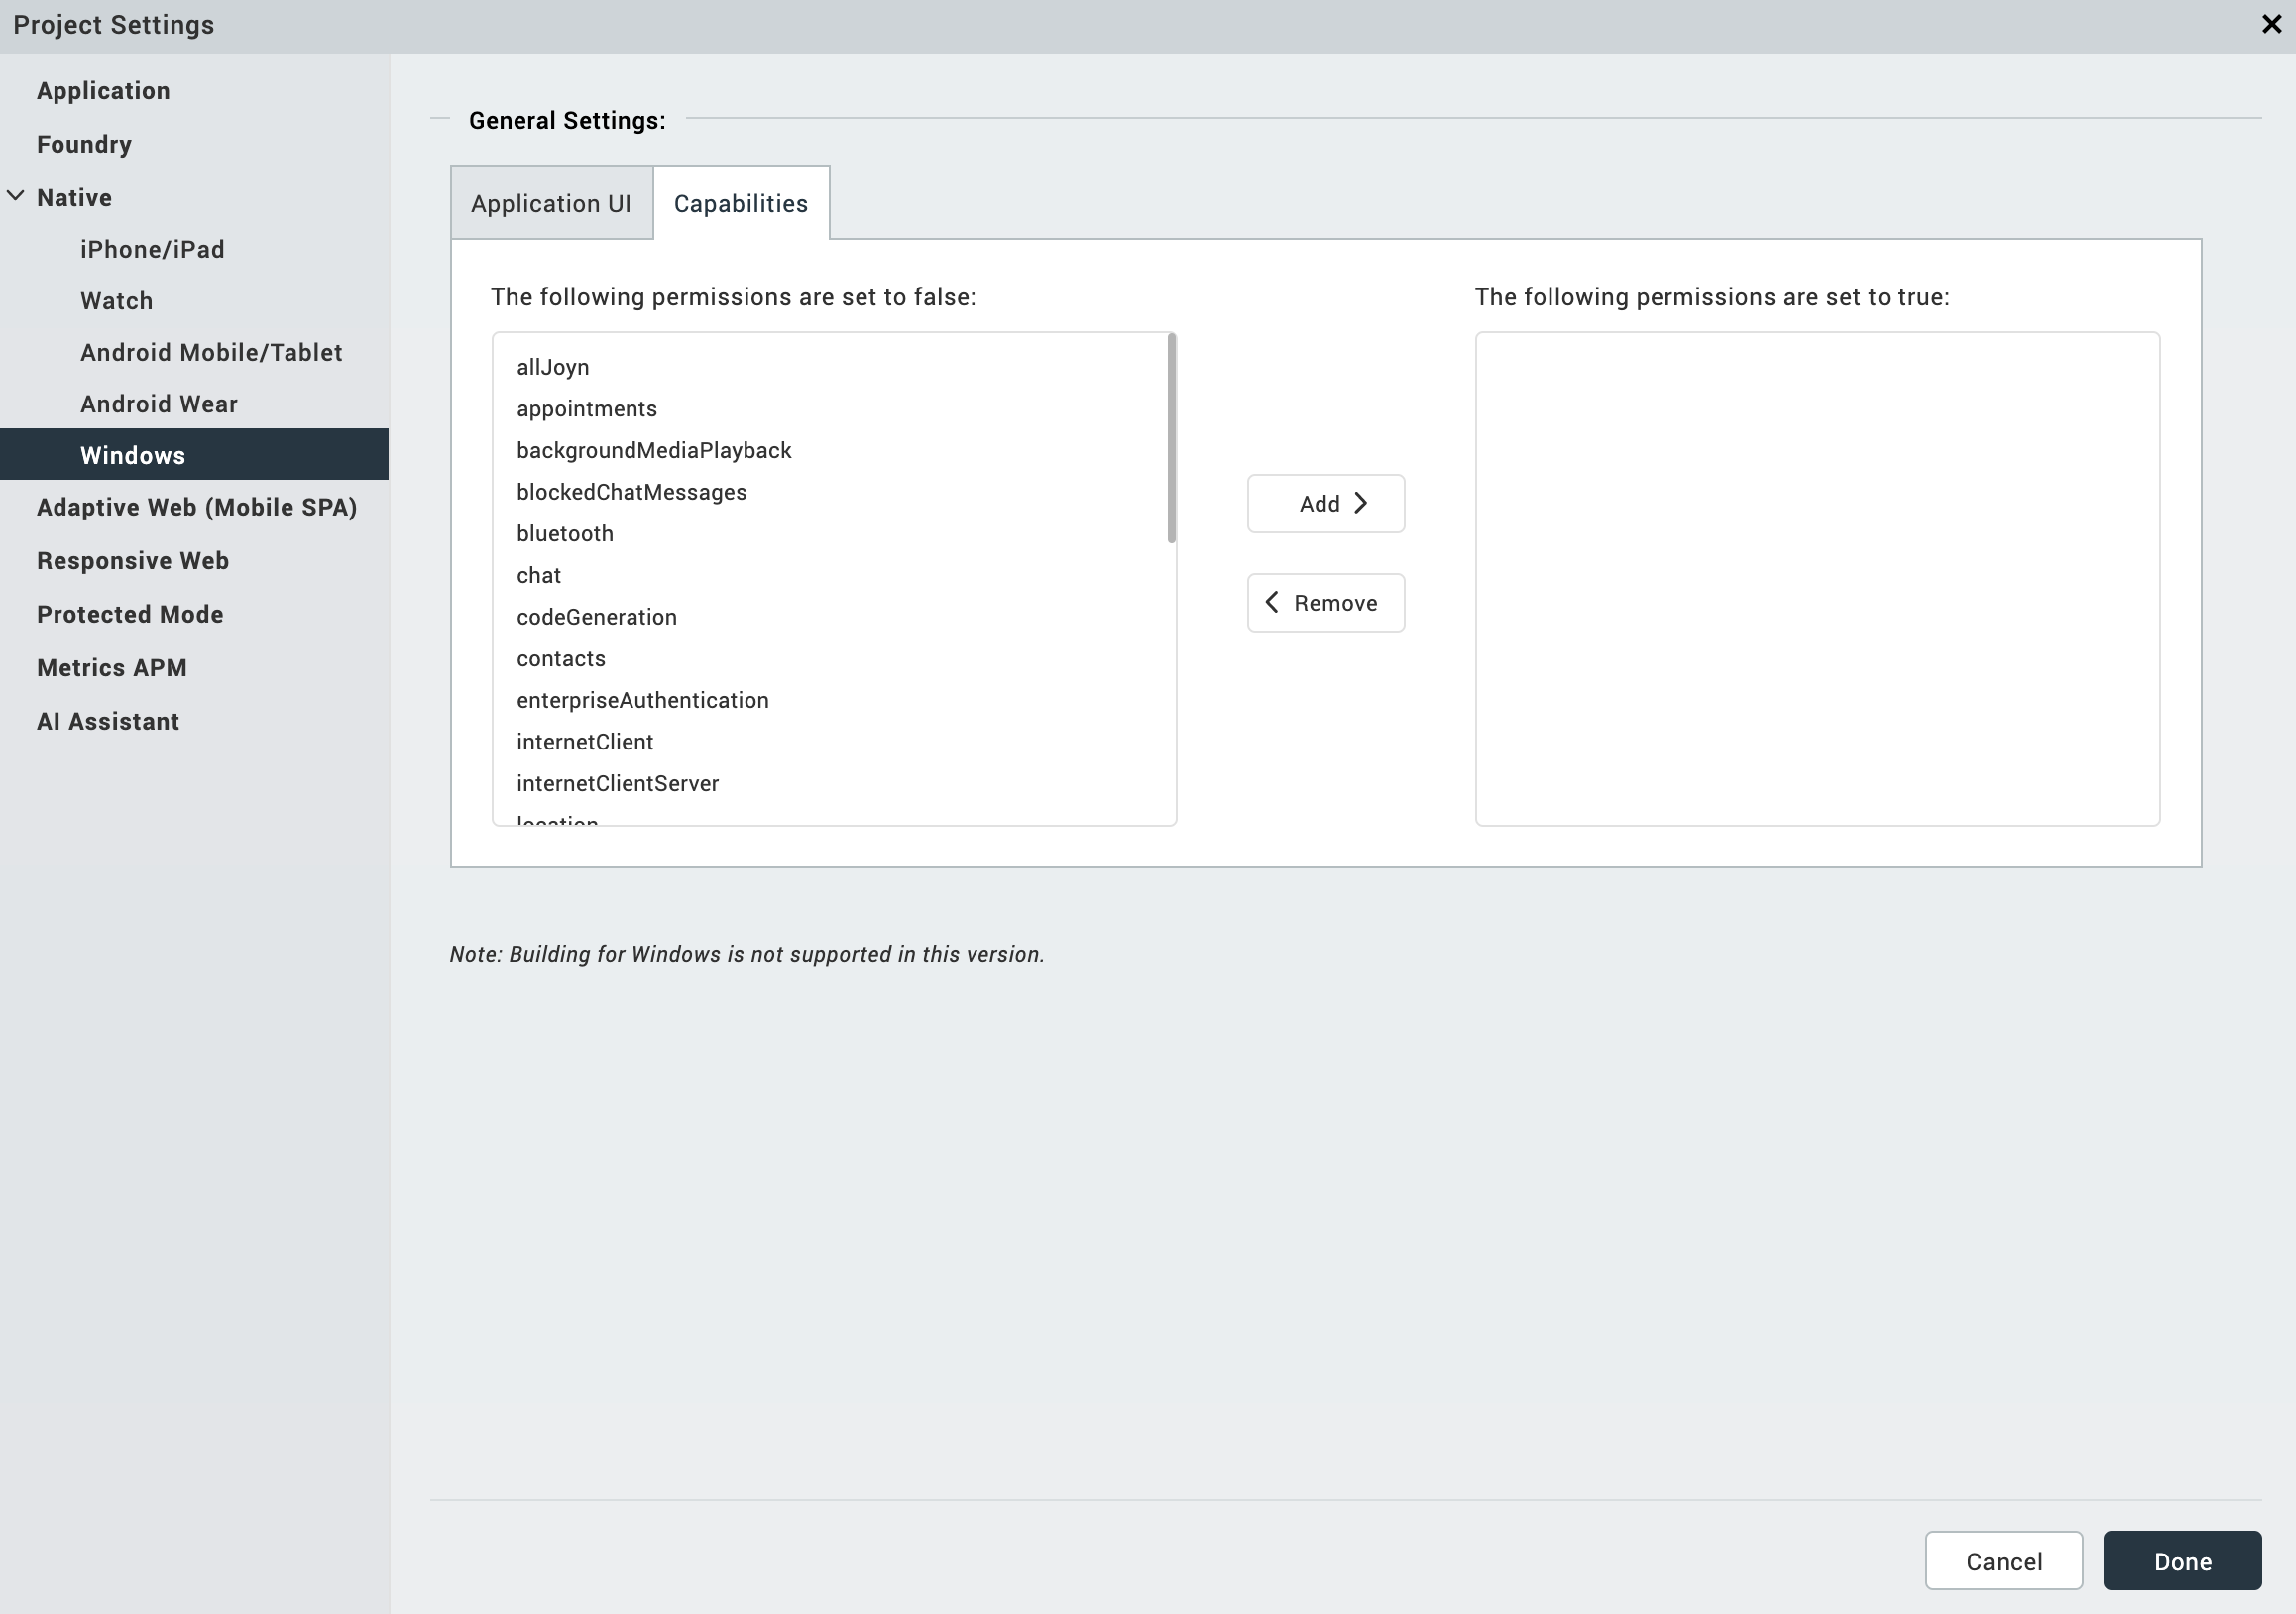 Project Settings
Application
Foundry
Native
iPhone/iPad
Watch
Android Mobile/Tablet
Android Wear
Windows
Adaptive Web (Mobile SPA)
Responsive Web
Protected Mode
Metrics APM
AI Assistant
General Settings:
Application UI
Capabilities
The following permissions are set to false:
allJoyn
appointments
backgroundMediaPlayback
blockedChatMessages
bluetooth
chat
codeGeneration
contacts
enterpriseAuthentication
internetClient
internetClientServer
location
Add
Remove
The following permissions are set to true:
Note: Building for Windows is not supported in this version.
Cancel
Done